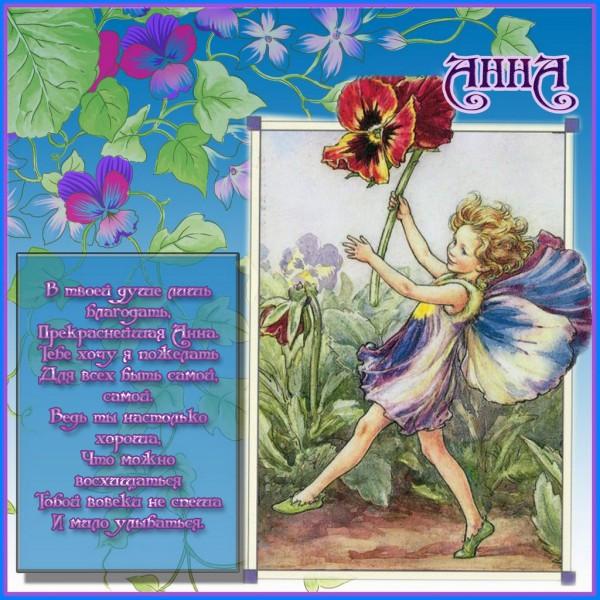 АННА
В твоей душе лишь
благодать,
Прекраснейшая Анна.
Тебе хочу я пожелать
Для всех быть самой,
самой.
Ведь ты настолько
хороша,
Что можно
восхищаться
Тобой вовеки не спеша
И мило улыбаться.